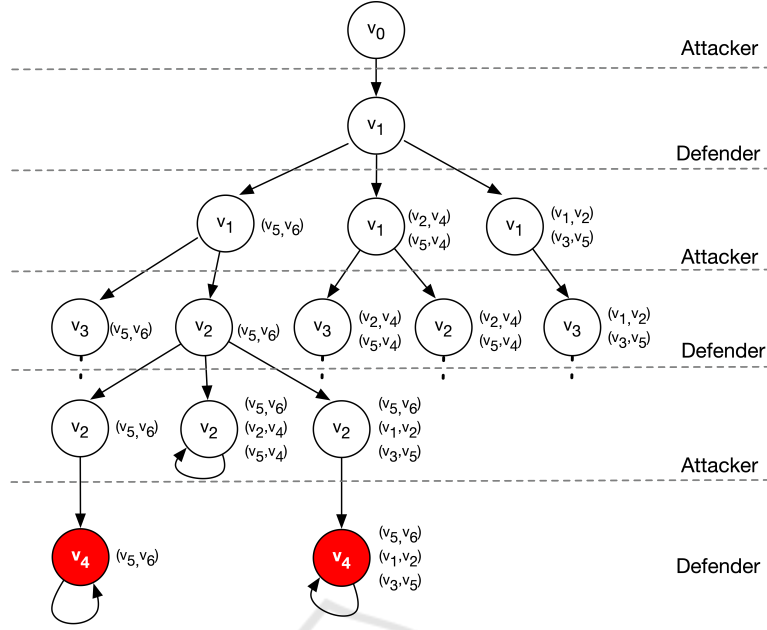 v0
Attacker
v1
Defender
v1 (v5,v6)
v1 (v2,v4)
(v5,v4)
v1 (v1,v2)
(v3,v5)
Attacker
v3 (v5,v6)
v2 (v5,v6)
v3 (v2,v4)
(v5,v4)
v2 (v2,v4)
(v5,v4)
v3 (v1,v2)
(v3,v5)
Defender
v2 (v5,v6)
v2 (v5,v6)
(v2,v4)
(v5,v4)
v2 (v5,v6)
(v1,v2)
(v3,v5)
Attacker
v4 (v5,v6)
v4 (v5,v6)
(v1,v2)
(v3,v5)
Defender